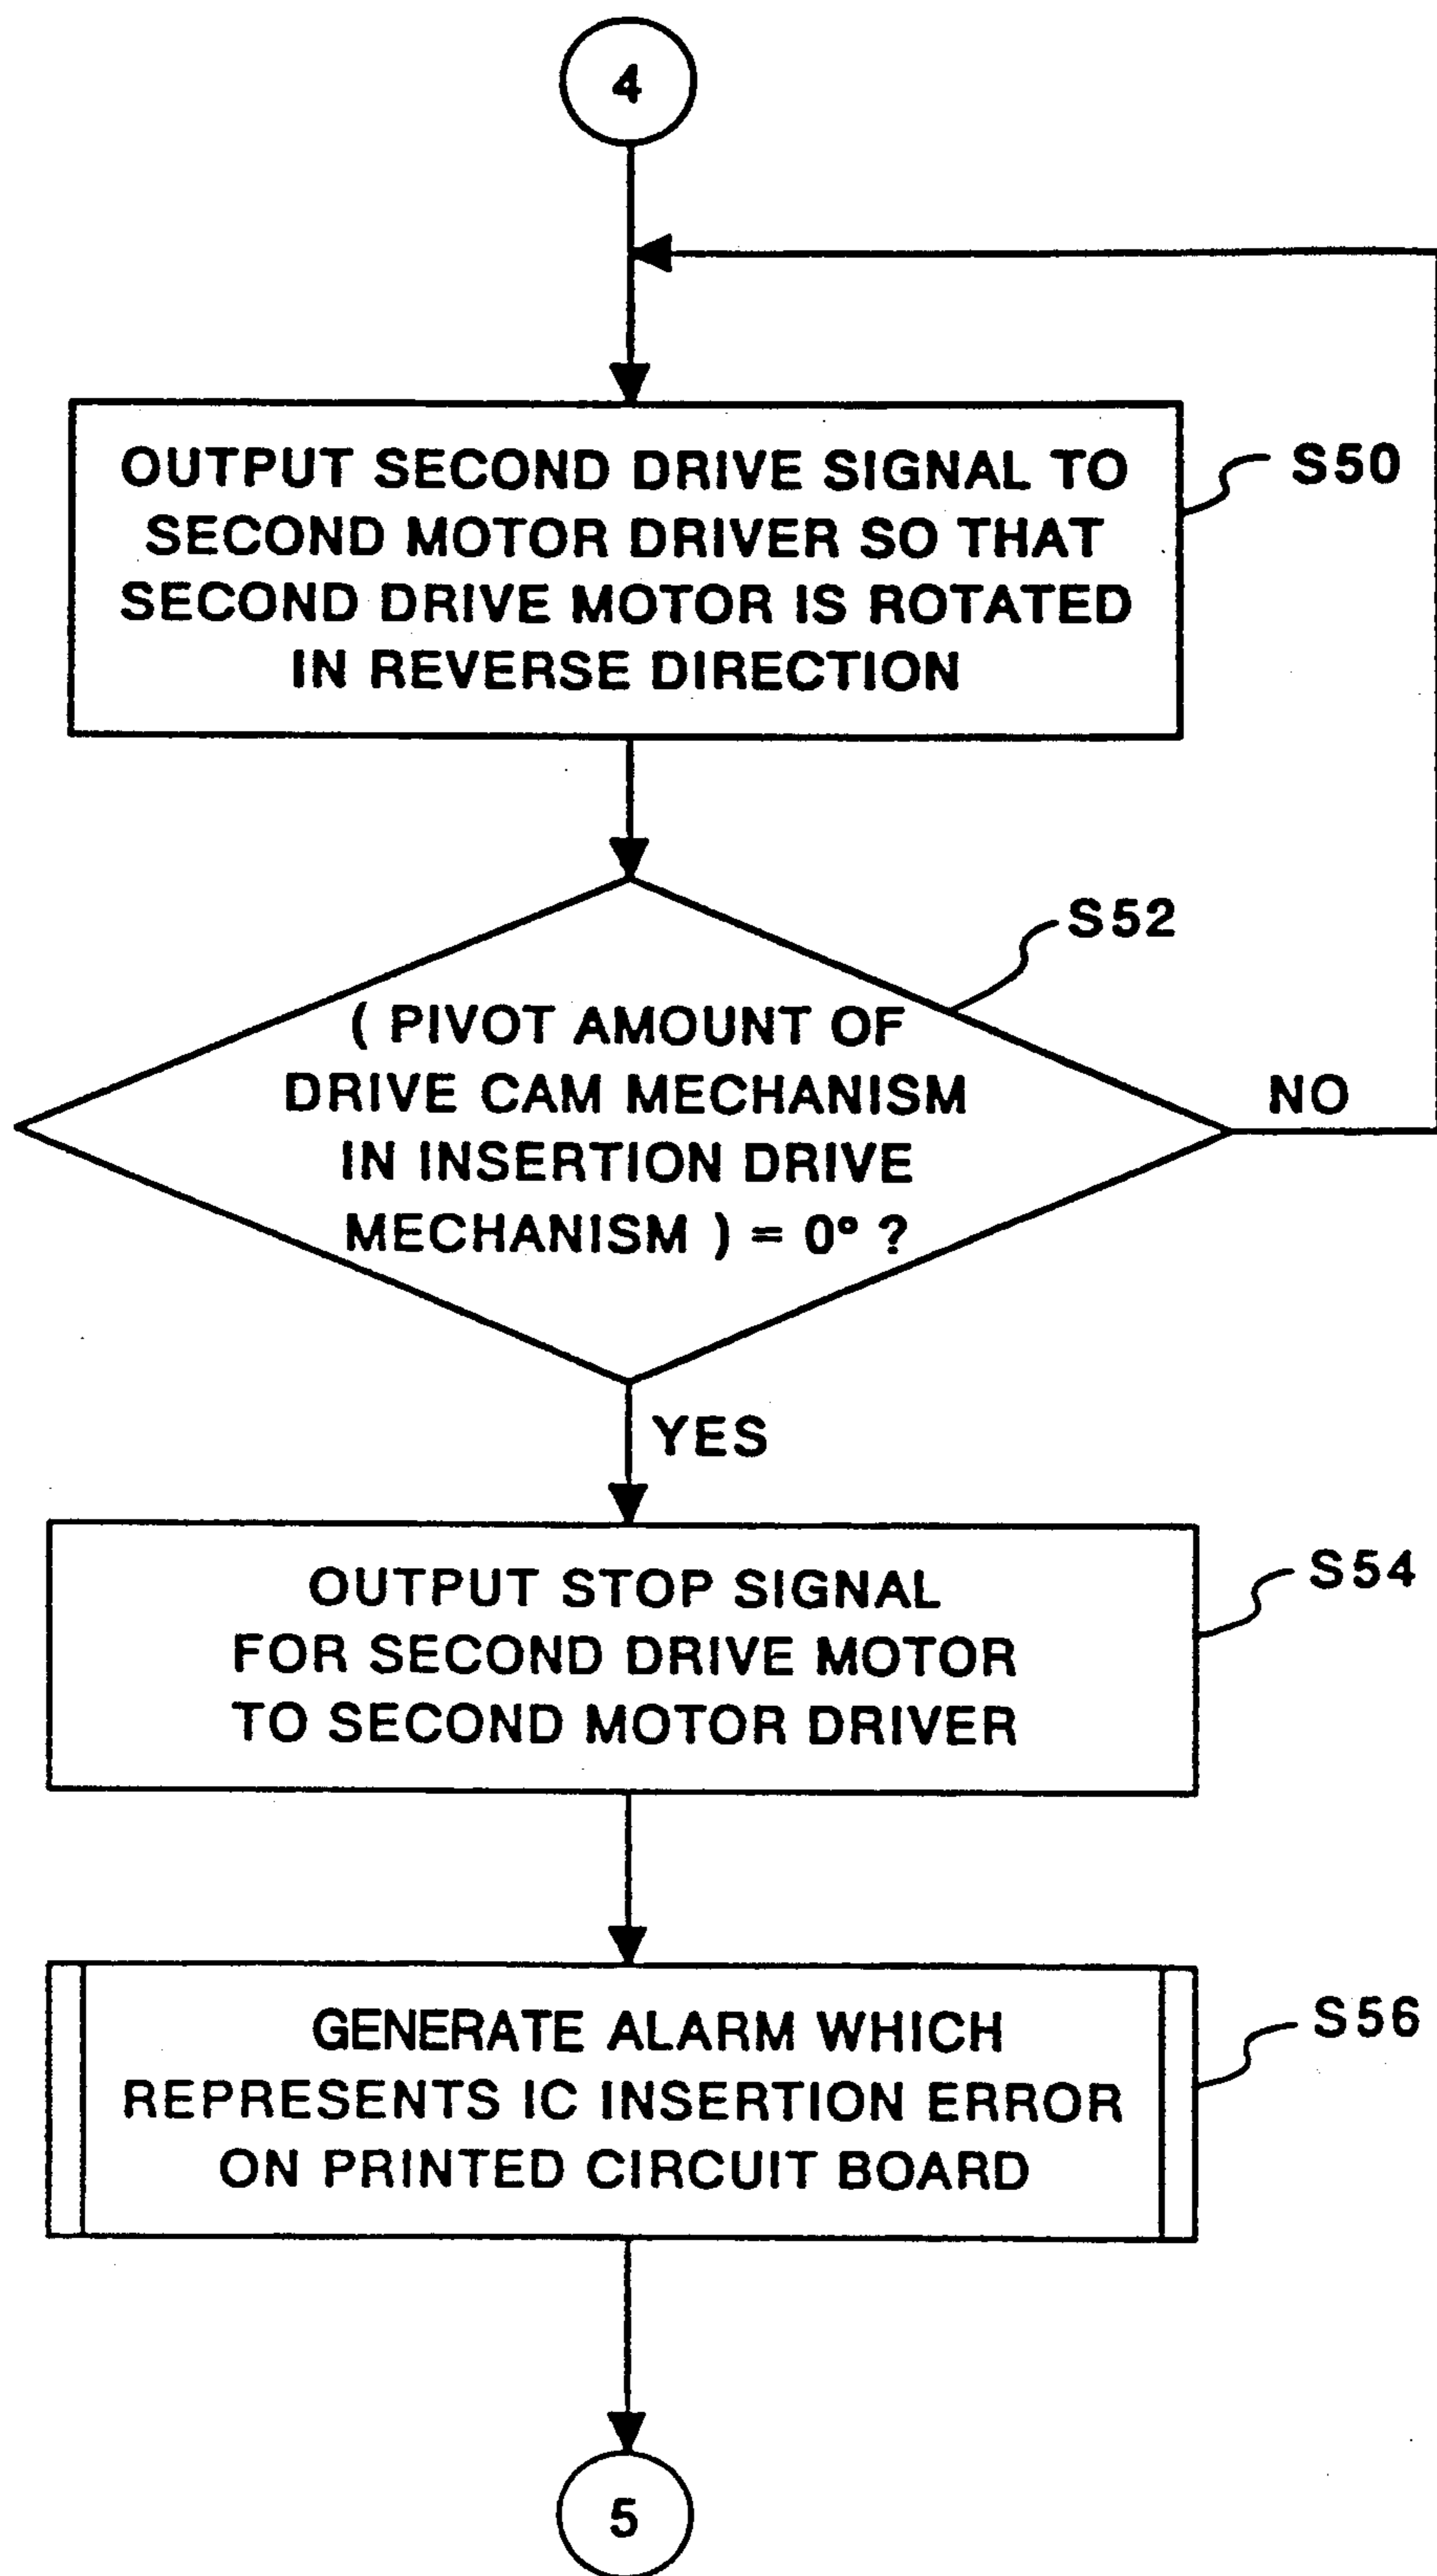 4
OUTPUT SECOND DRIVE SIGNAL TO
SECOND MOTOR DRIVER SO THAT
SECOND DRIVE MOTOR IS ROTATED
IN REVERSE DIRECTION
S50
( PIVOT AMOUNT OF
DRIVE CAM MECHANISM
IN INSERTION DRIVE
MECHANISM ) = 0° ?
S52
NO
YES
OUTPUT STOP SIGNAL
FOR SECOND DRIVE MOTOR
TO SECOND MOTOR DRIVER
S54
GENERATE ALARM WHICH
REPRESENTS IC INSERTION ERROR
ON PRINTED CIRCUIT BOARD
S56
5